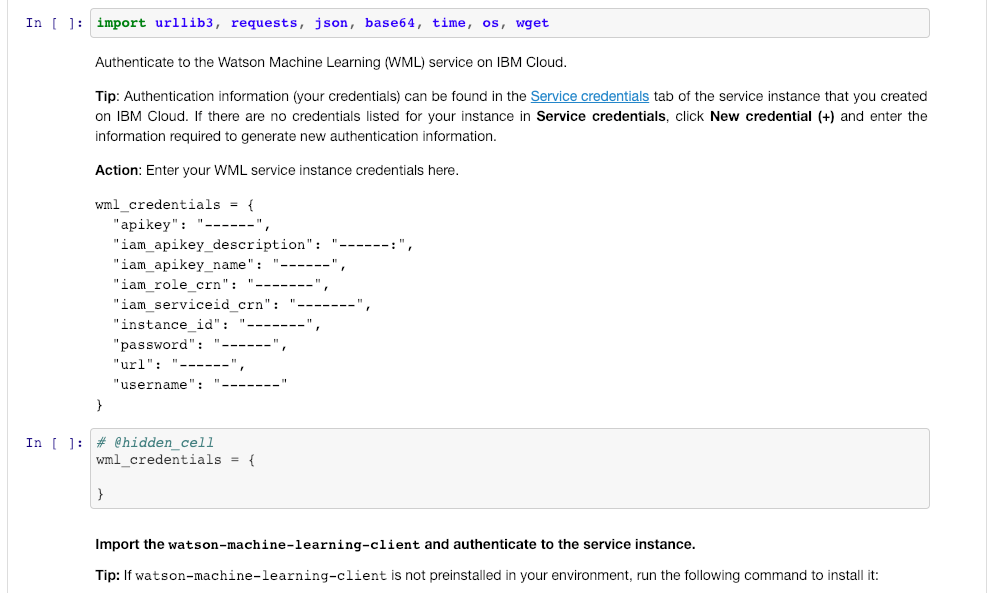 In [ ]: import urllib3, requests, json, base64, time, os, wget
Authenticate to the Watson Machine Learning (WML) service on IBM Cloud.
Tip: Authentication information (your credentials) can be found in the Service credentials tab of the service instance that you created
on IBM Cloud. If there are no credentials listed for your instance in Service credentials, click New credential (+) and enter the
information required to generate new authentication information.
Action: Enter your WML service instance credentials here.
wml_credentials = {
"apikey": "------",
"iam_apikey_description": "------:",
"iam_apikey_name": "------",
"iam_role_crn": "-------",
"iam_serviceid_crn": "-------",
"instance_id": "-------",
"password": "------",
"url": "------",
"username": "-------"
}
In [ ]: # @hidden_cell
wml_credentials = {
}
Import the watson-machine-learning-client and authenticate to the service instance.
Tip: If watson-machine-learning-client is not preinstalled in your environment, run the following command to install it: